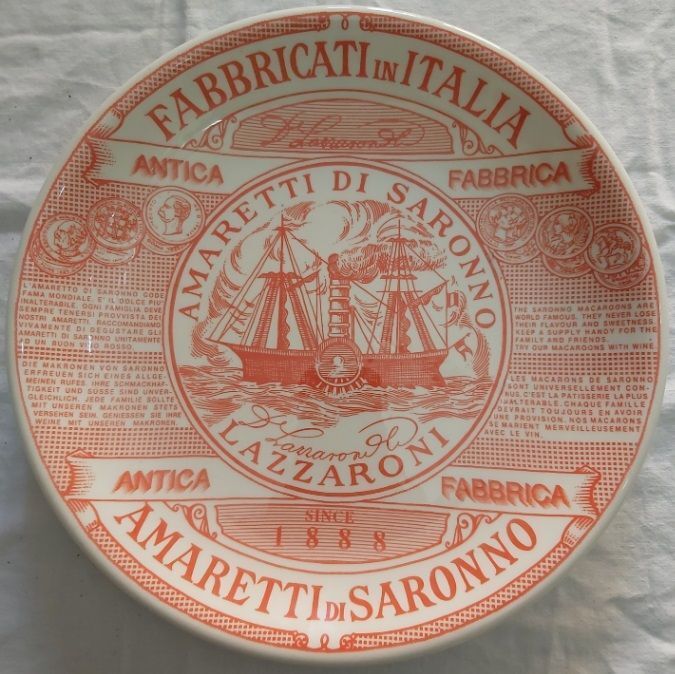 FABBRICATI IN ITALIA
D. Lazzaroni & C.
ANTICA FABBRICA
AMARETTI DI SARONNO
L'AMARETTO DI SARONNO GODE
FAMA MONDIALE. E' IL DOLCE PIU'
INALTERABILE. OGNI FAMIGLIA DEVE
SEMPRE TENERSI PROVVISTA DEI
NOSTRI AMARETTI. RACCOMANDIAMO
VIVAMENTE DI DEGUSTARE GLI
AMARETTI DI SARONNO UNITAMENTE
AD UN BUON VINO ROSSO.
DIE MAKRONEN VON SARONNO
ERFREUEN SICH EINES ALLGE-
MEINEN RUFES. IHRE SCHMACKHAF-
TIGKEIT UND SÜSSE SIND UNVER-
GLEICHLICH. JEDE FAMILIE SOLLTE
MIT UNSEREN MAKRONEN STETS
VERSEHEN SEIN. GENIESSEN SIE IHRE
WEINE MIT UNSEREN MAKRONEN.
THE SARONNO MACAROONS ARE
WORLD FAMOUS. THEY NEVER LOSE
THEIR FLAVOUR AND SWEETNESS.
KEEP A SUPPLY HANDY FOR THE
FAMILY AND FRIENDS.
TRY OUR MACAROONS WITH WINE.
LES MACARONS DE SARONNO
SONT UNIVERSELLEMENT CON-
NUS. C'EST LA PATISSERIE LA PLUS
INALTERABLE. CHAQUE FAMILLE
DEVRAIT TOUJOURS EN AVOIR
UNE PROVISION. NOS MACARONS
SE MARIENT MERVEILLEUSEMENT
AVEC LE VIN.
D. Lazzaroni & C.
LAZZARONI
ANTICA FABBRICA
SINCE
1888
AMARETTI DI SARONNO